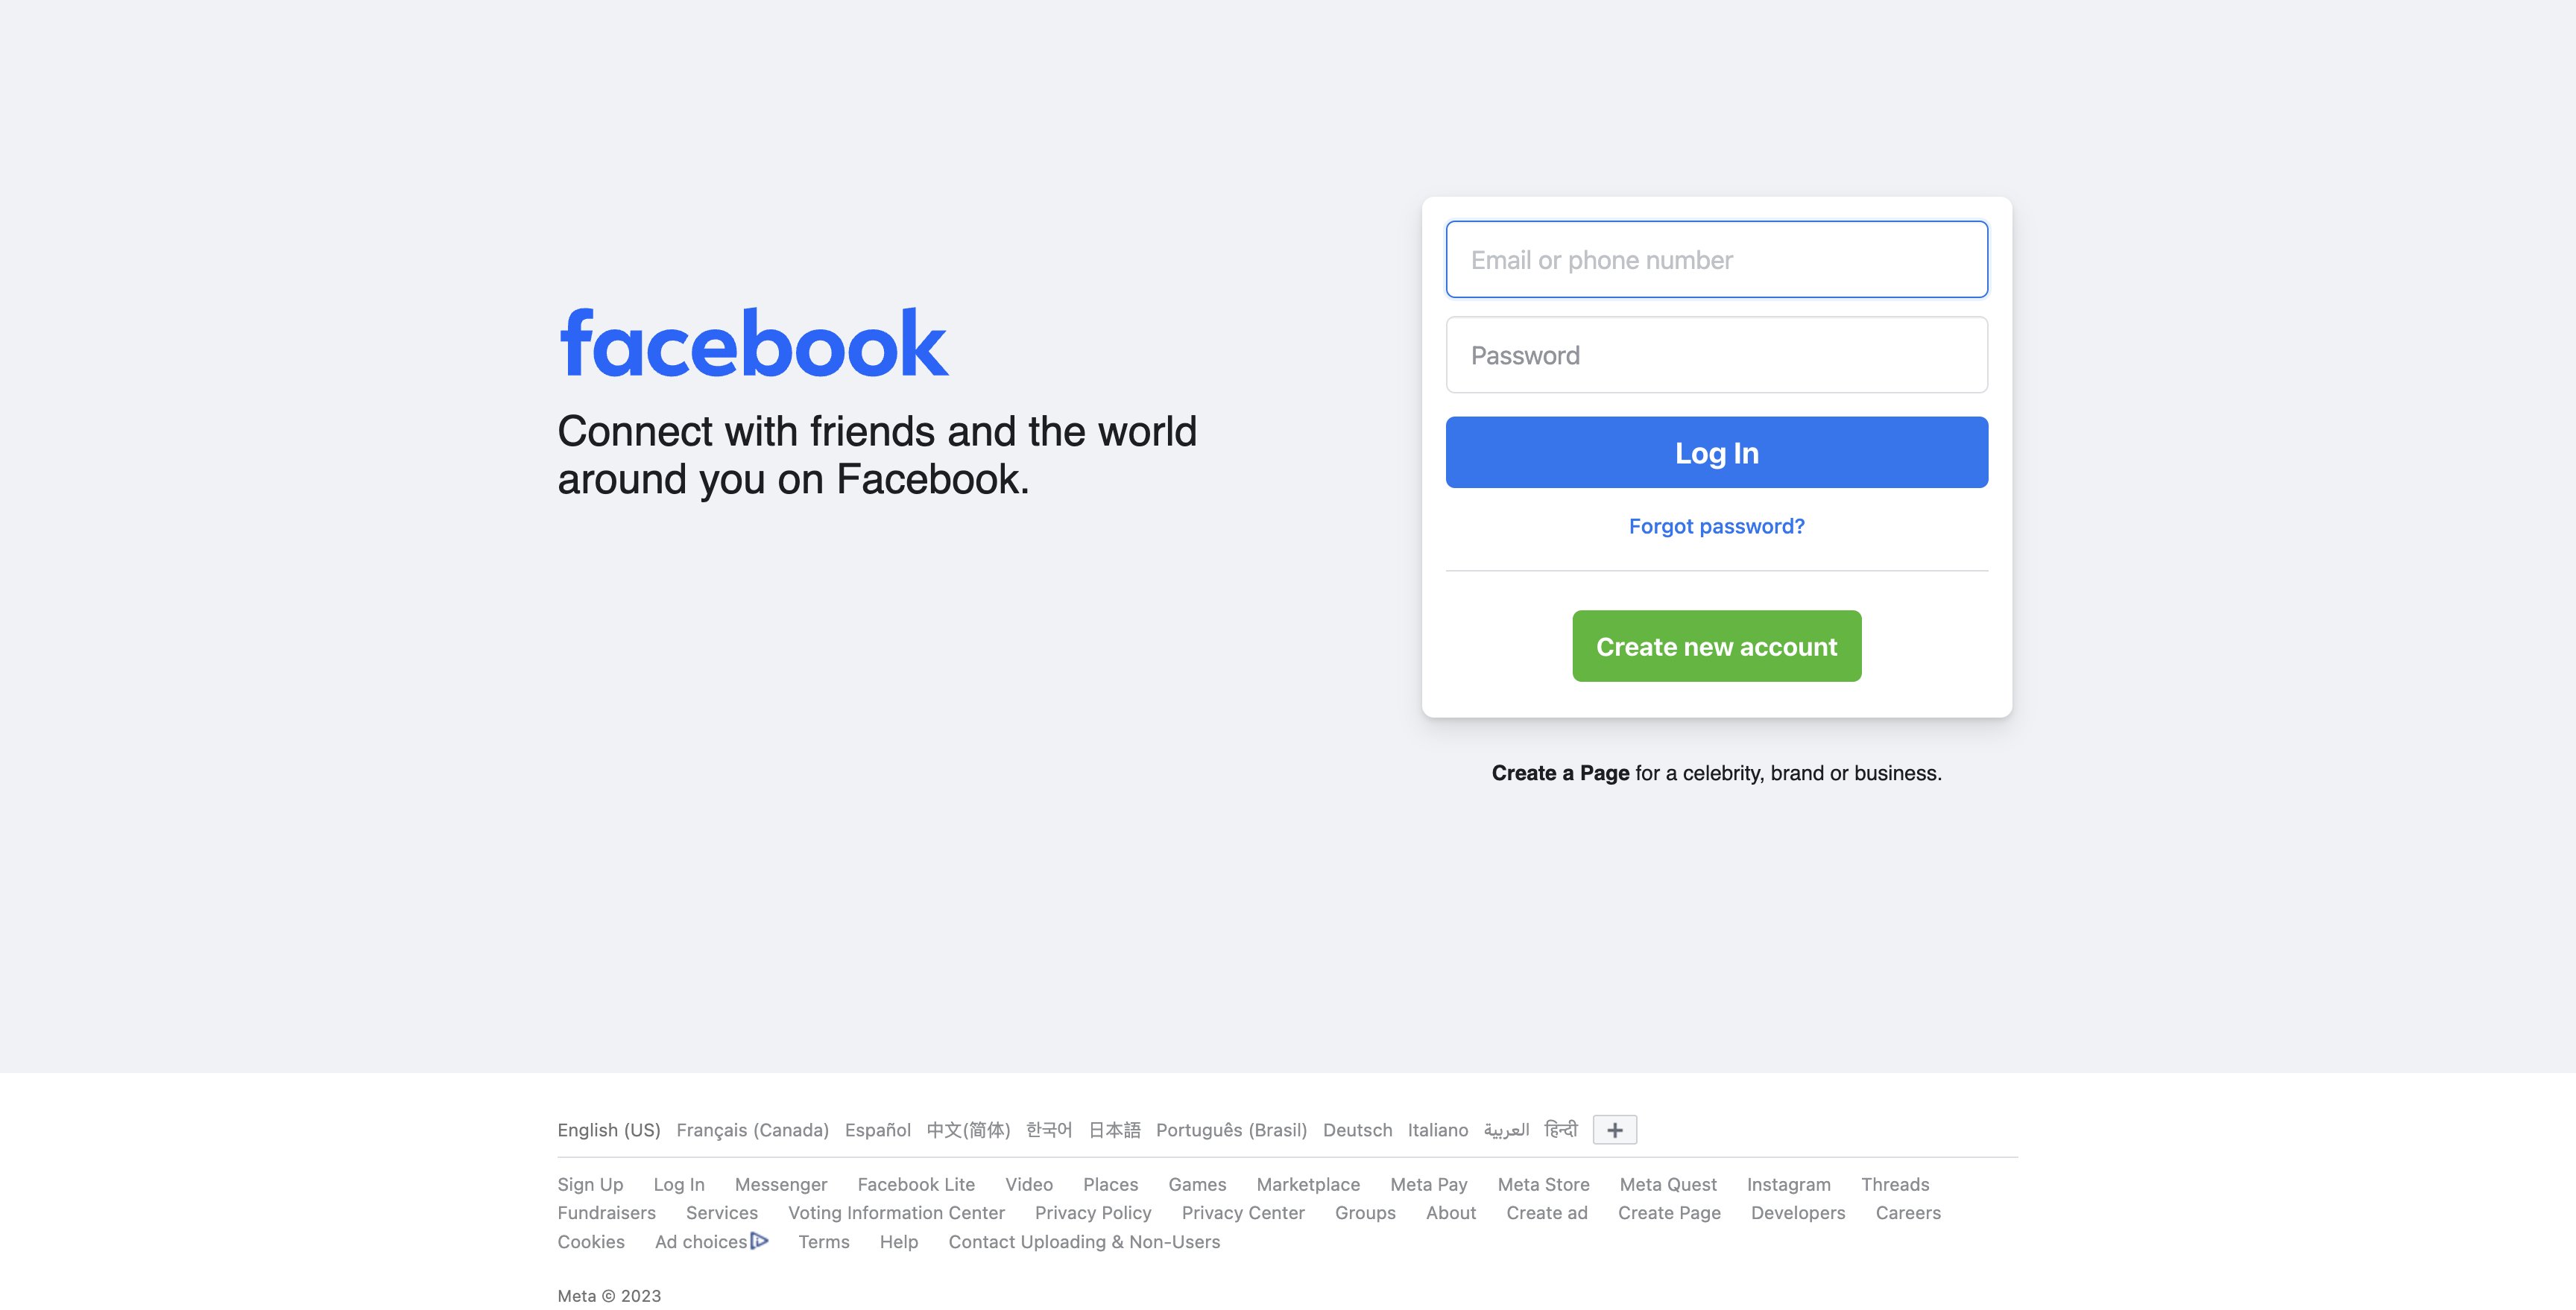 facebook
Connect with friends and the world
around you on Facebook.
Email or phone number
Password
Log In
Forgot password?
Create new account
Create a Page for a celebrity, brand or business.
English (US) Français (Canada) Español 中文(简体) 한국어 日本語 Português (Brasil) Deutsch Italiano العربية हिन्दी +
Sign Up Log In Messenger Facebook Lite Video Places Games Marketplace Meta Pay Meta Store Meta Quest Instagram Threads
Fundraisers Services Voting Information Center Privacy Policy Privacy Center Groups About Create ad Create Page Developers Careers
Cookies Ad choices Terms Help Contact Uploading & Non-Users
Meta © 2023